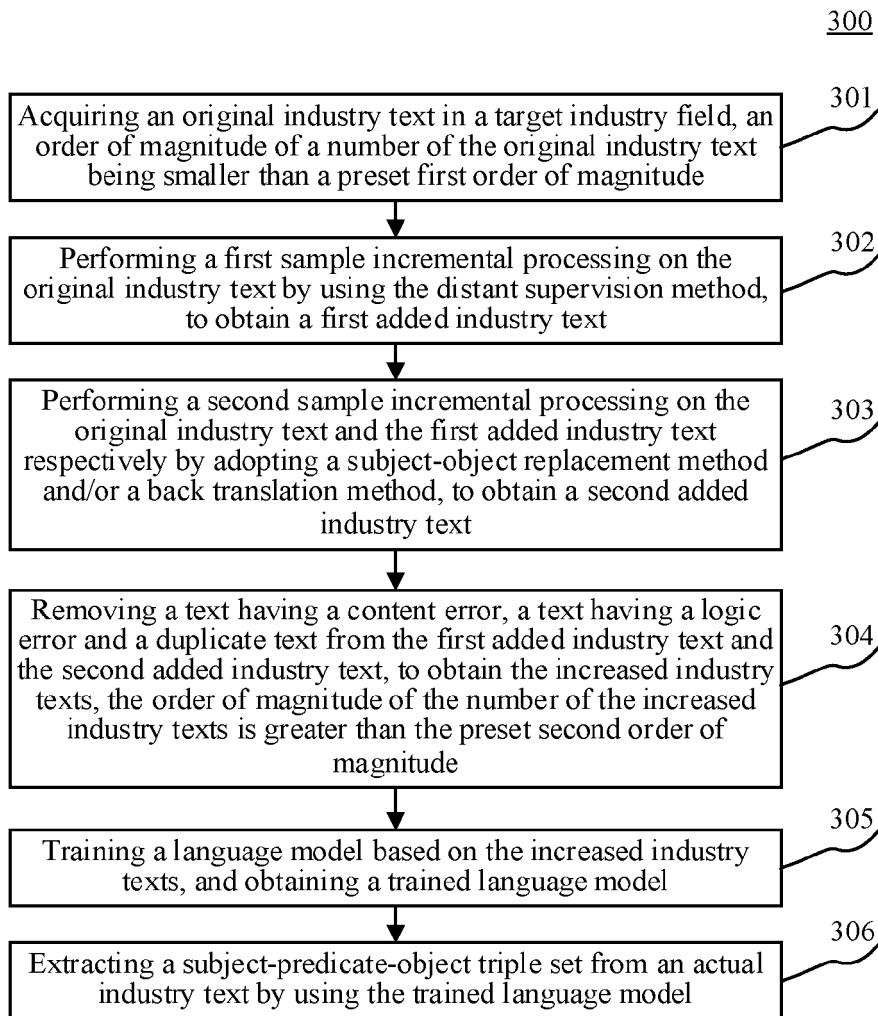 300
301
Acquiring an original industry text in a target industry field, an
order of magnitude of a number of the original industry text
being smaller than a preset first order of magnitude
302
Performing a first sample incremental processing on the
original industry text by using the distant supervision method,
to obtain a first added industry text
303
Performing a second sample incremental processing on the
original industry text and the first added industry text
respectively by adopting a subject-object replacement method
and/or a back translation method, to obtain a second added
industry text
304
Removing a text having a content error, a text having a logic
error and a duplicate text from the first added industry text and
the second added industry text, to obtain the increased industry
texts, the order of magnitude of the number of the increased
industry texts is greater than the preset second order of
magnitude
305
Training a language model based on the increased industry
texts, and obtaining a trained language model
306
Extracting a subject-predicate-object triple set from an actual
industry text by using the trained language model